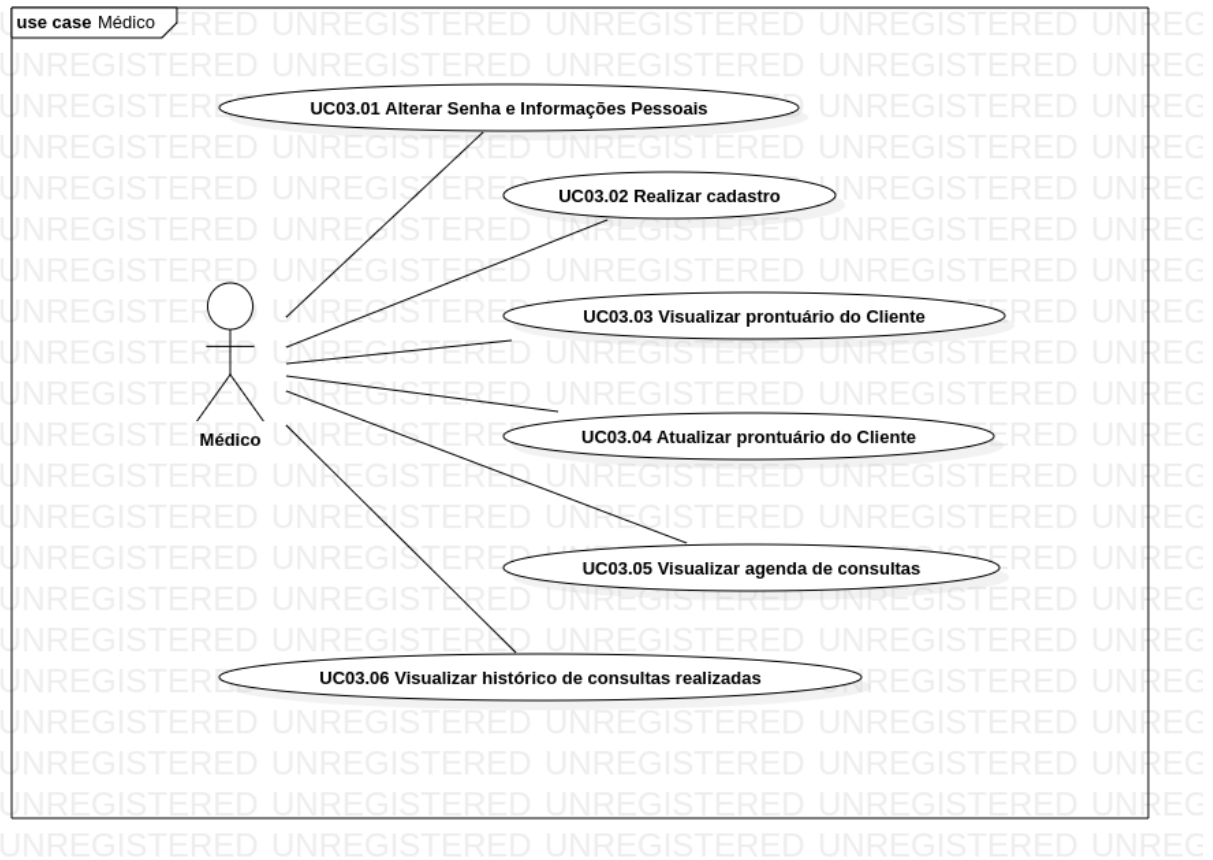 use case Médico
UC03.01 Alterar Senha e Informações Pessoais
UC03.02 Realizar cadastro
UC03.03 Visualizar prontuário do Cliente
Médico
UC03.04 Atualizar prontuário do Cliente
UC03.05 Visualizar agenda de consultas
UC03.06 Visualizar histórico de consultas realizadas
UNREGISTERED